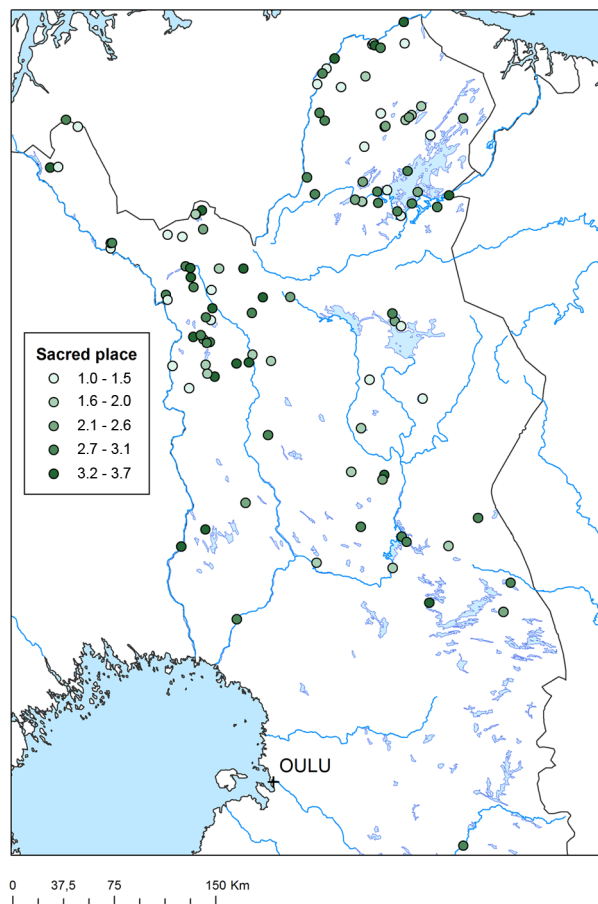 Sacred place
1.0 - 1.5
1.6 - 2.0
2.1 - 2.6
2.7 - 3.1
3.2 - 3.7
OULU
0 37,5 75 150 Km